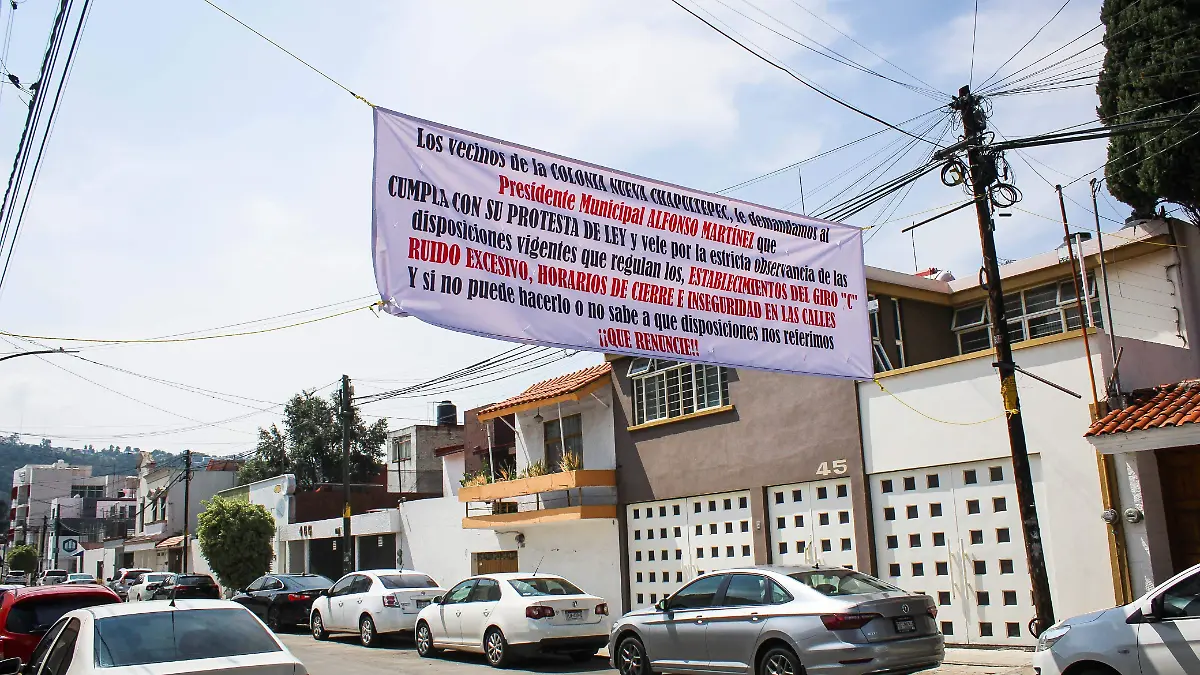 Los vecinos de la COLONIA NUEVA CHAPULTEPEC, le demandamos al
Presidente Municipal ALFONSO MARTÍNEZ que
CUMPLA CON SU PROTESTA DE LEY y vele por la estricta observancia de las
disposiciones vigentes que regulan los, ESTABLECIMIENTOS DEL GIRO "C"
RUIDO EXCESIVO, HORARIOS DE CIERRE E INSEGURIDAD EN LAS CALLES
Y si no puede hacerlo o no sabe a que disposiciones nos referimos
¡¡QUE RENUNCIE!!
45